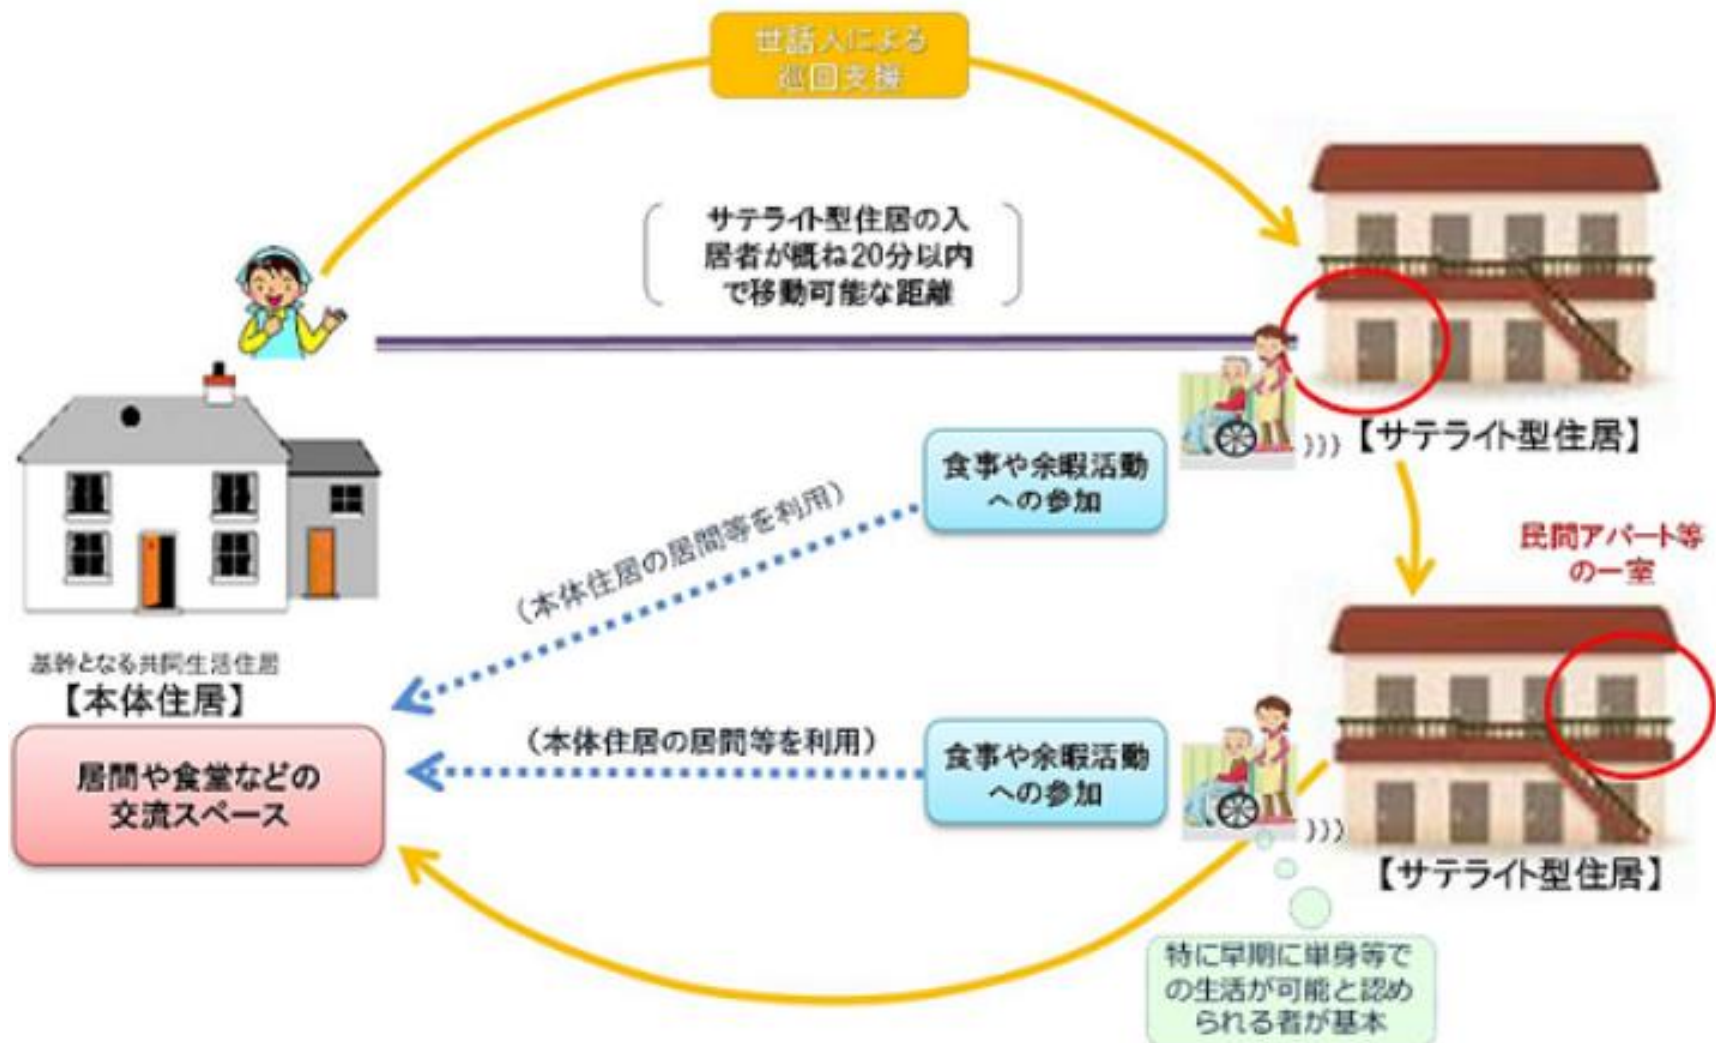 世話人による
巡回支援
サテライト型住居の入
居者が概ね20分以内
で移動可能な距離
【サテライト型住居】
食事や余暇活動
への参加
(本体住居の居間等を利用)
民間アパート等
の一室
基幹となる共同生活住居
【本体住居】
居間や食堂などの
交流スペース
(本体住居の居間等を利用)
食事や余暇活動
への参加
【サテライト型住居】
特に早期に単身等で
の生活が可能と認め
られる者が基本